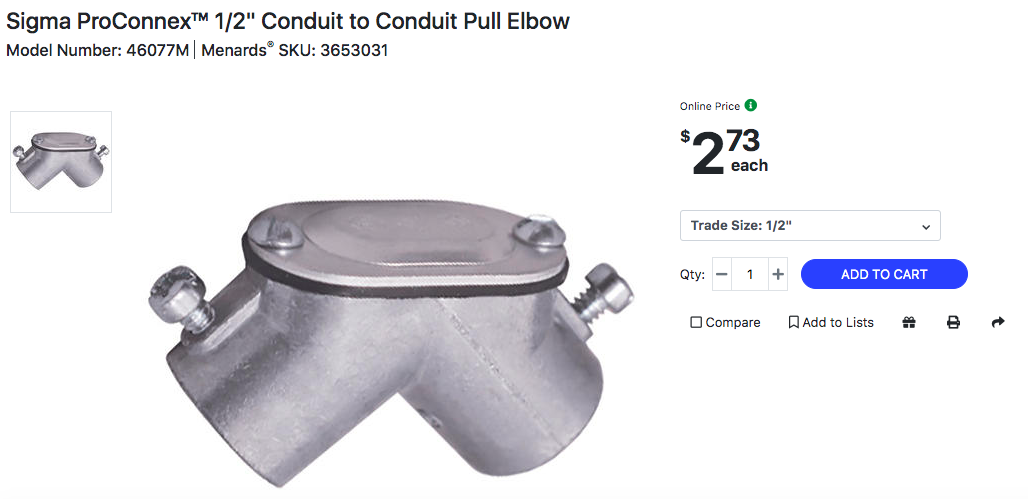 Sigma ProConnex™ 1/2" Conduit to Conduit Pull Elbow
Model Number: 46077M | Menards® SKU: 3653031
Online Price
$2 73 each
Trade Size: 1/2"
Qty: − 1 + ADD TO CART
Compare Add to Lists